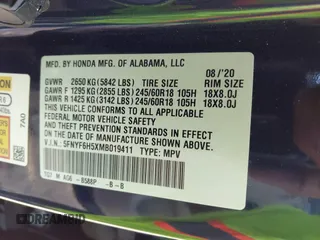 MFD. BY HONDA MFG. OF ALABAMA, LLC
08/'20
GVWR 2650 KG (5842 LBS) TIRE SIZE RIM SIZE
GAWR F 1295 KG (2855 LBS) 245/60R18 105H 18X8.0J
GAWR R 1425 KG (3142 LBS) 245/60R18 105H 18X8.0J
THIS VEHICLE CONFORMS TO ALL APPLICABLE
FEDERAL MOTOR VEHICLE SAFETY AND
STANDARDS IN EFFECT ON THE DATE OF
MANUFACTURE SHOWN ABOVE.
V.I.N.: 5FNYF6H5XMB019411 TYPE: MPV
-B-B
7A0
DREAMBID